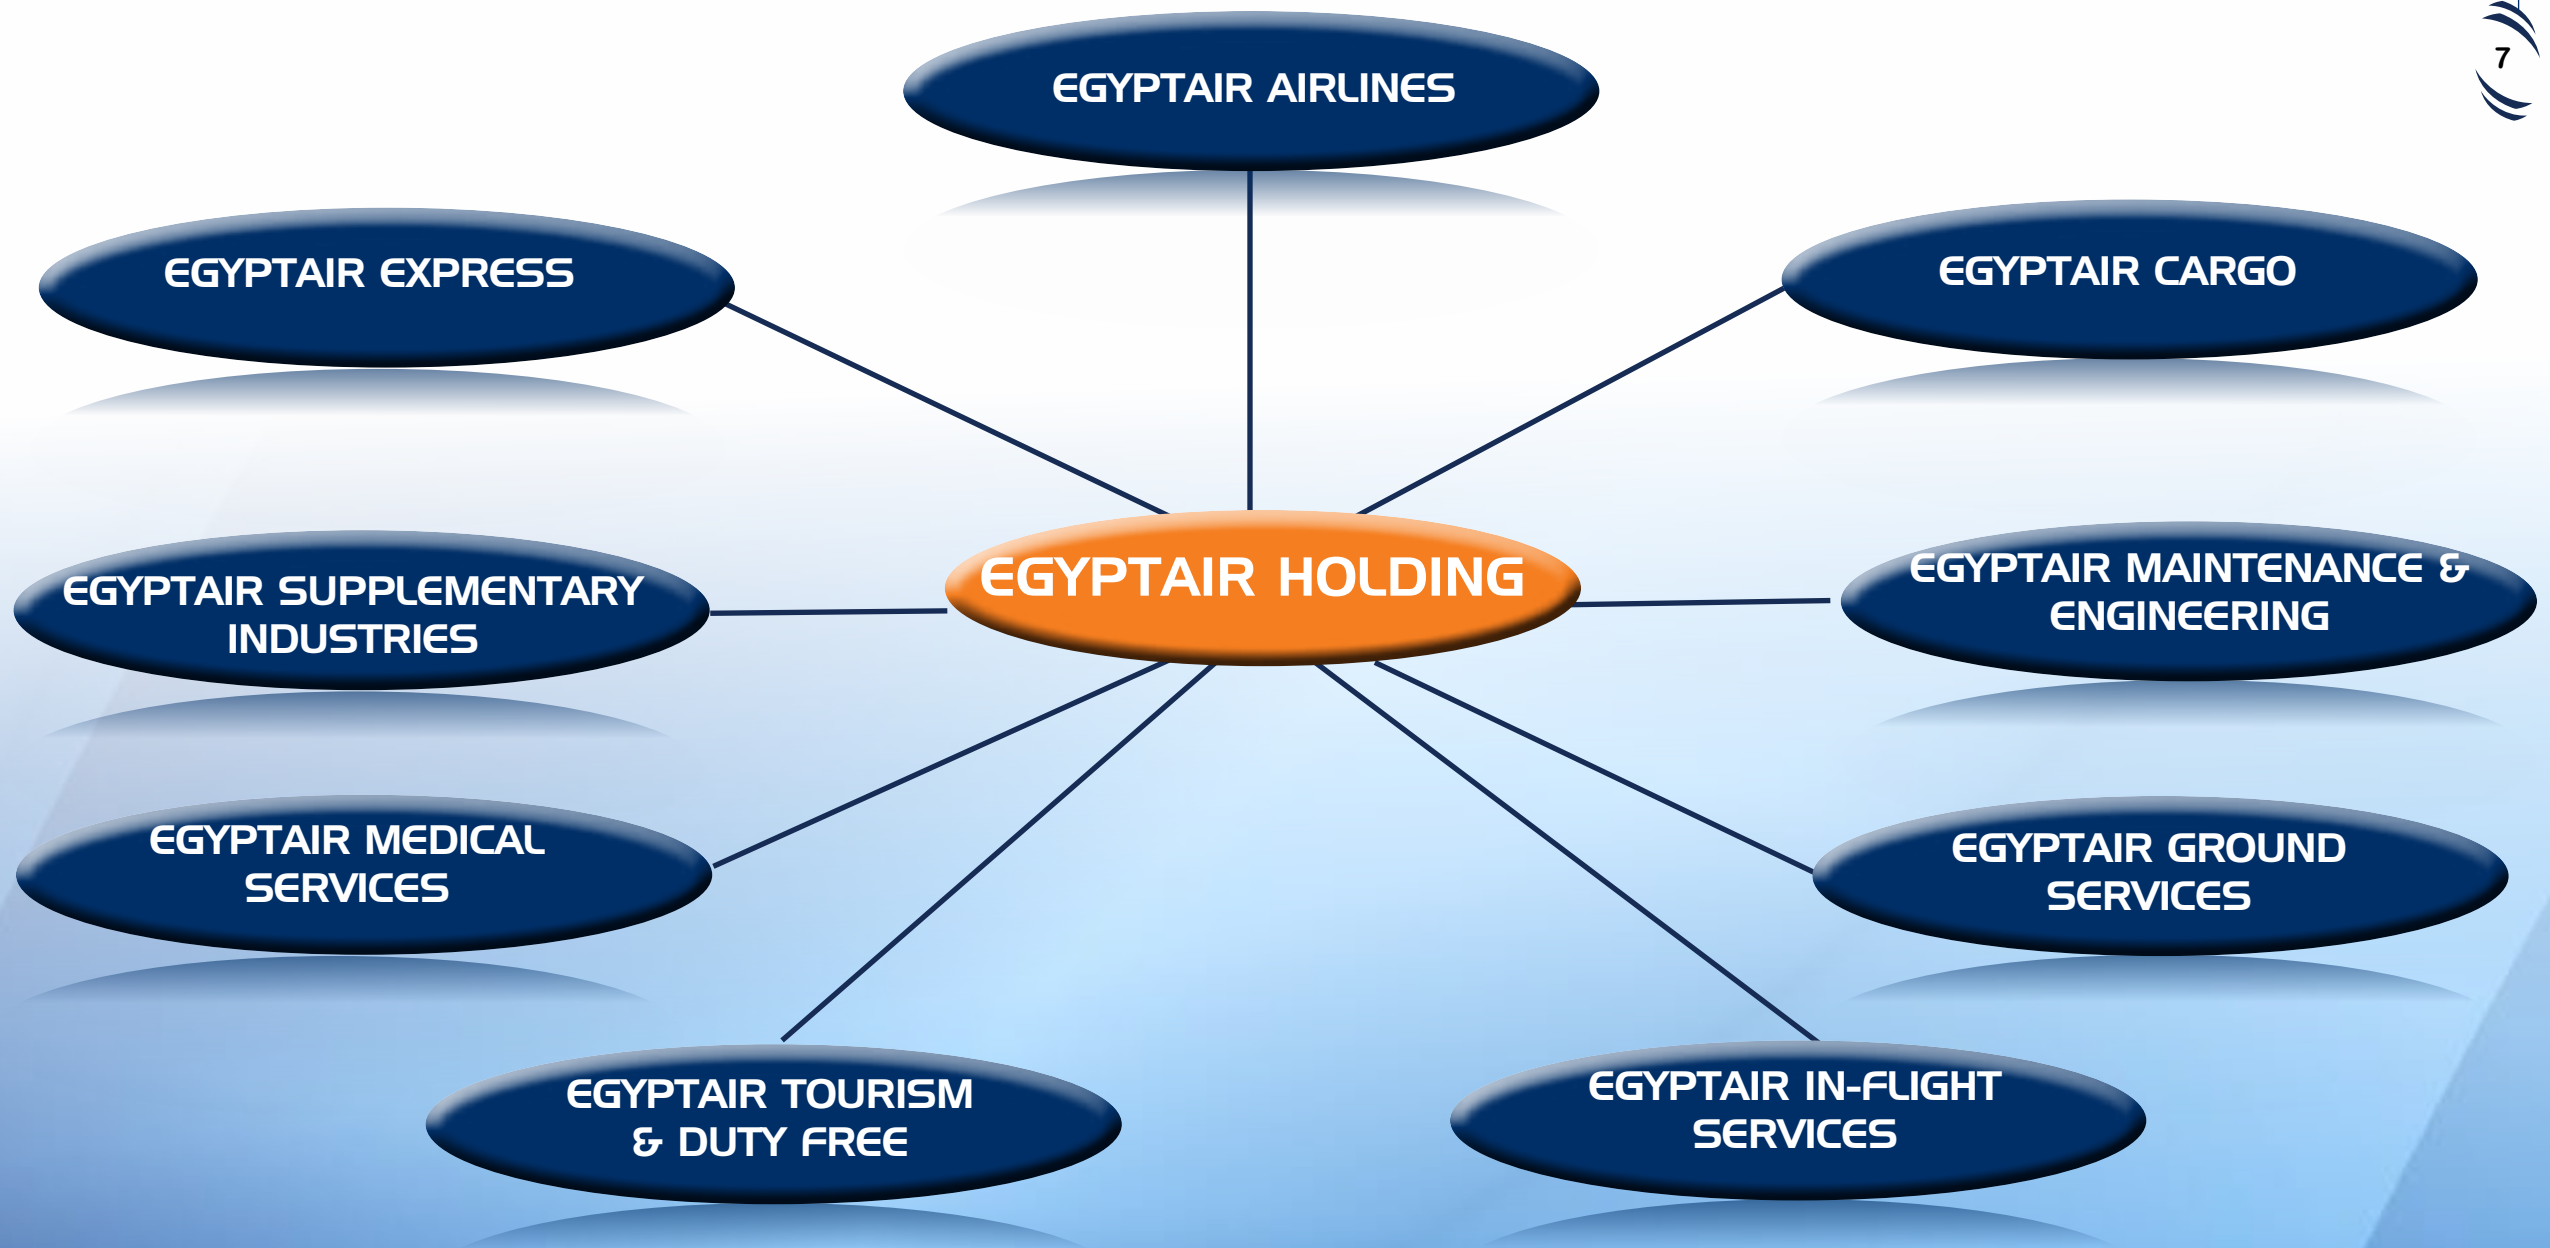 7
EGYPTAIR AIRLINES
EGYPTAIR EXPRESS
EGYPTAIR CARGO
EGYPTAIR HOLDING
EGYPTAIR SUPPLEMENTARY
INDUSTRIES
EGYPTAIR MAINTENANCE &
ENGINEERING
EGYPTAIR MEDICAL
SERVICES
EGYPTAIR GROUND
SERVICES
EGYPTAIR TOURISM
& DUTY FREE
EGYPTAIR IN-FLIGHT
SERVICES